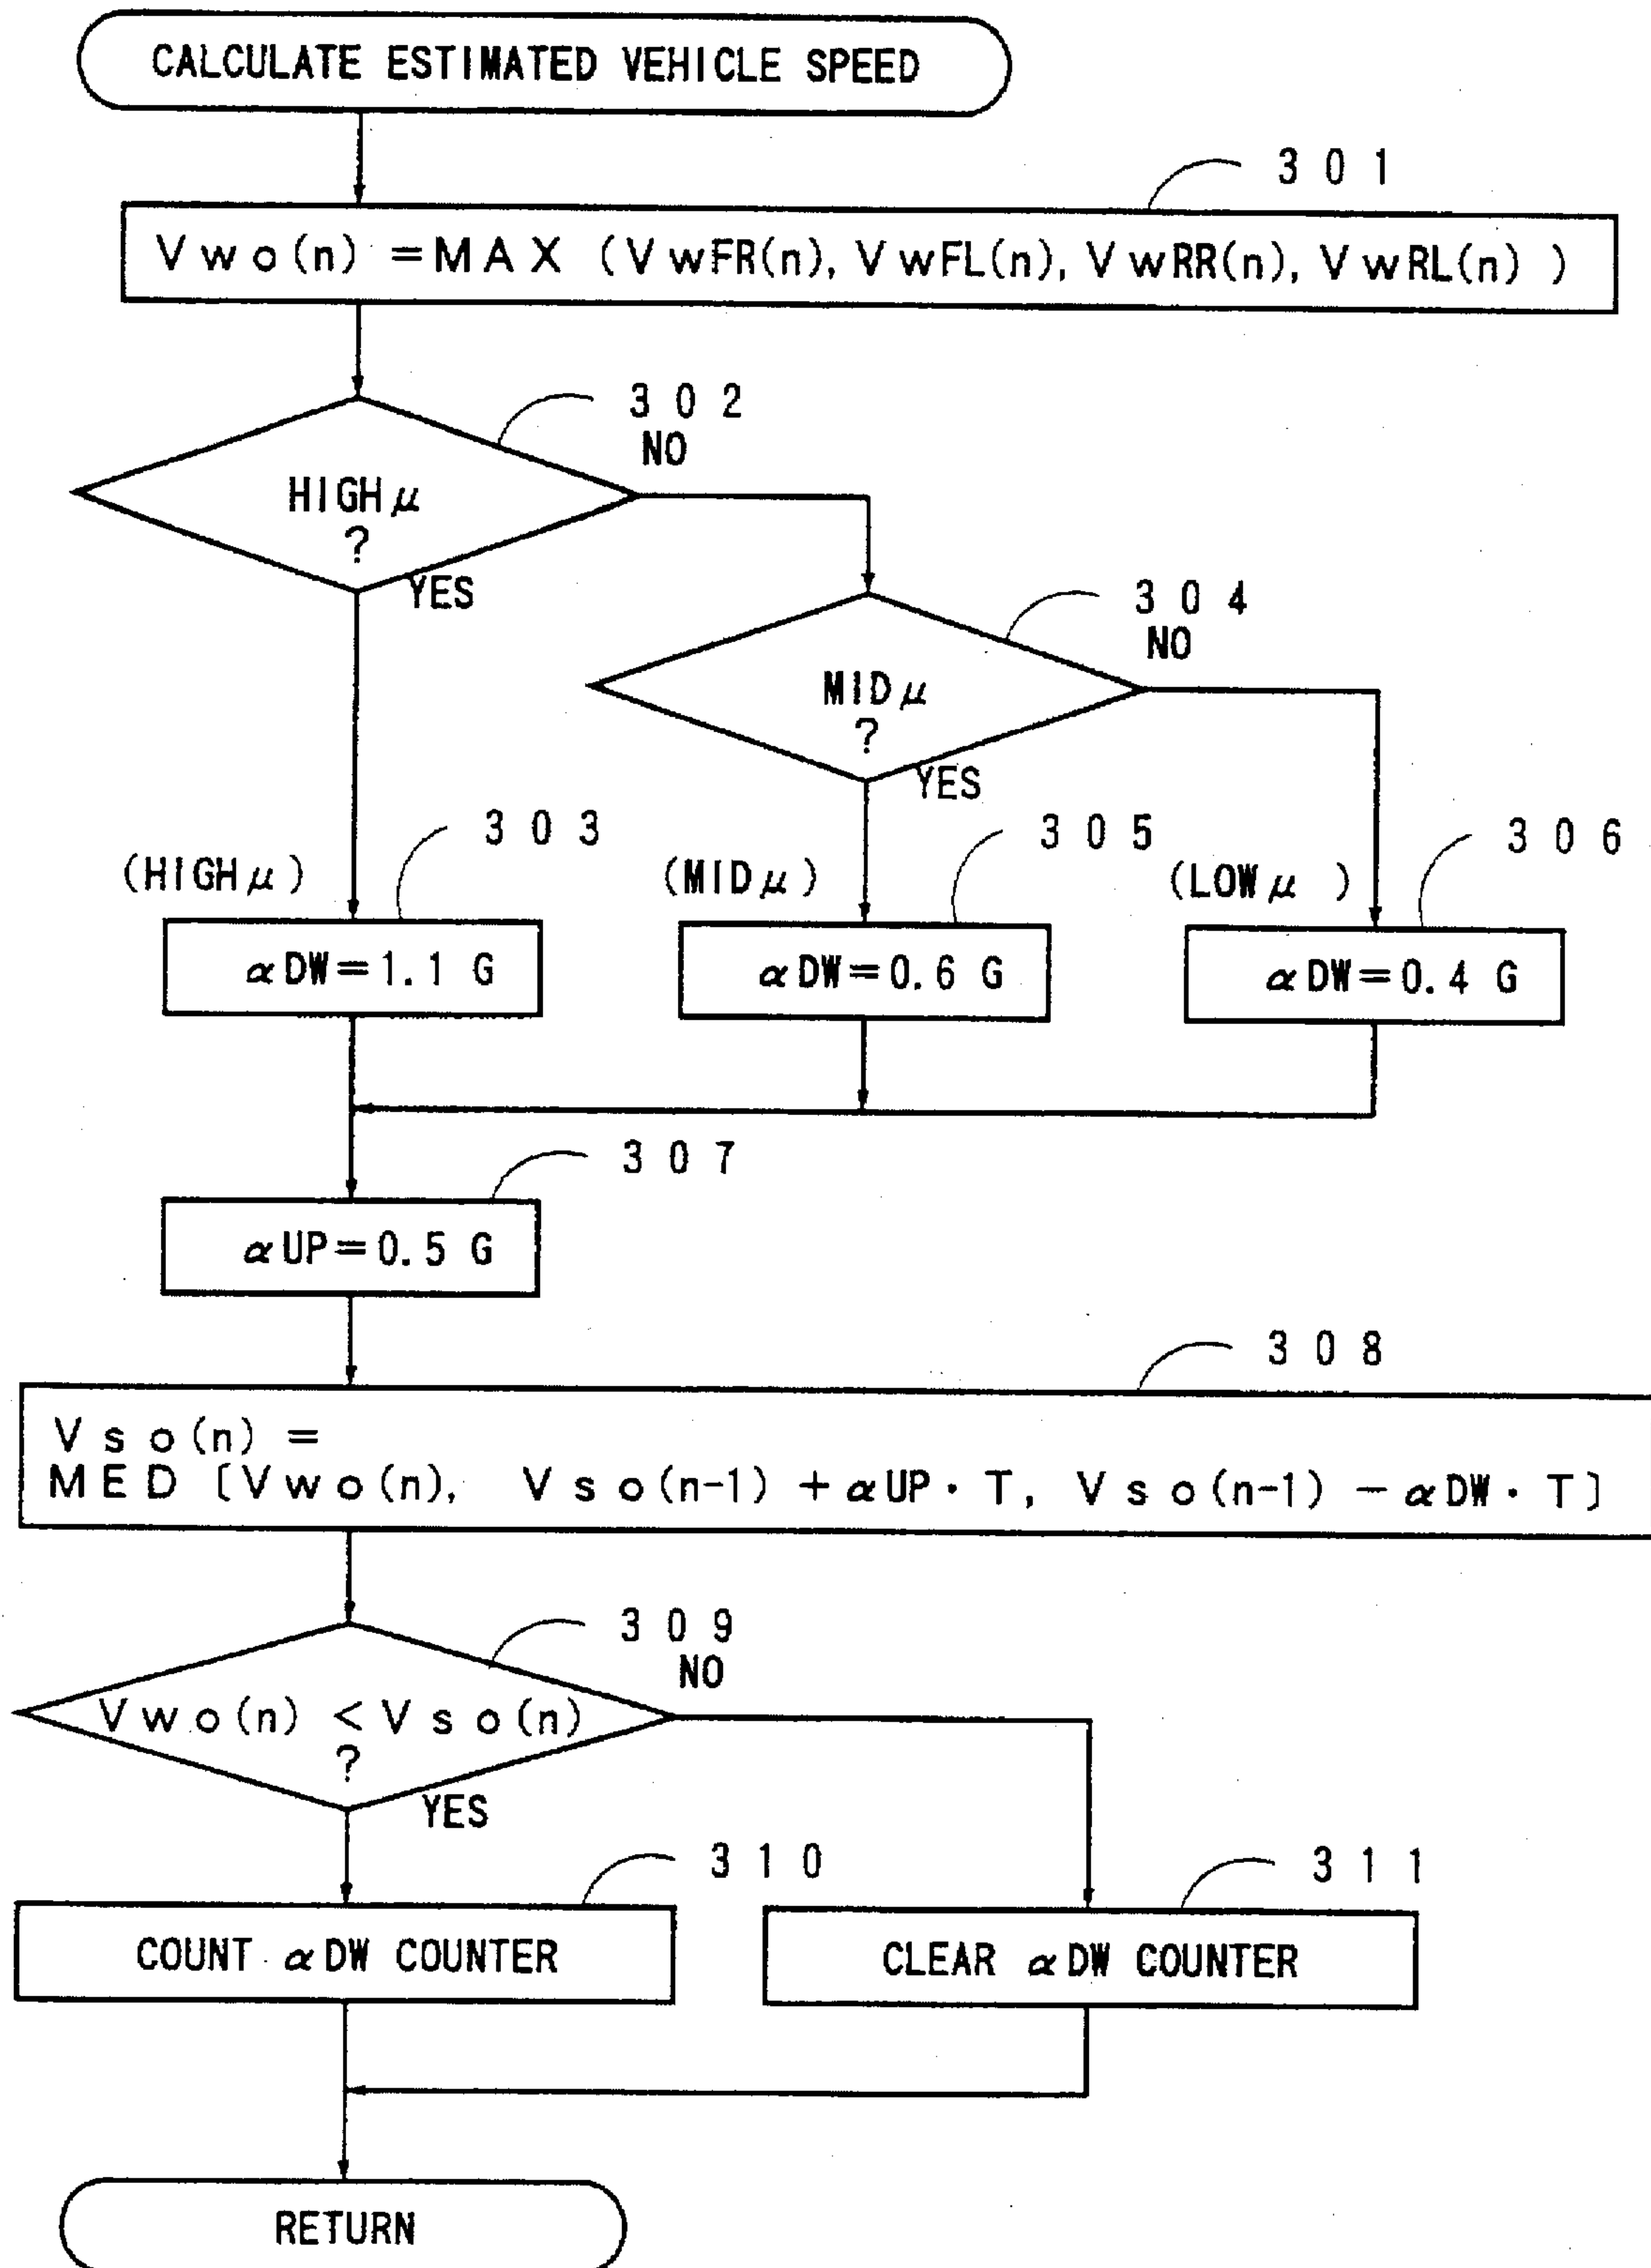 CALCULATE ESTIMATED VEHICLE SPEED
301
Vwo(n) =MAX (VwFR(n), VwFL(n), VwRR(n), VwRL(n) )
302
NO
HIGHμ
?
YES
304
NO
MIDμ
?
YES
303
305
306
(HIGHμ)
(MIDμ)
(LOWμ )
αDW=1.1 G
αDW=0.6 G
αDW=0.4 G
307
αUP=0.5 G
308
Vso(n) =
MED [Vwo(n), Vso(n-1) +αUP· T, Vso(n-1) -αDW· T]
309
NO
Vwo(n) <Vso(n)
?
YES
310
311
COUNT αDW COUNTER
CLEAR αDW COUNTER
RETURN